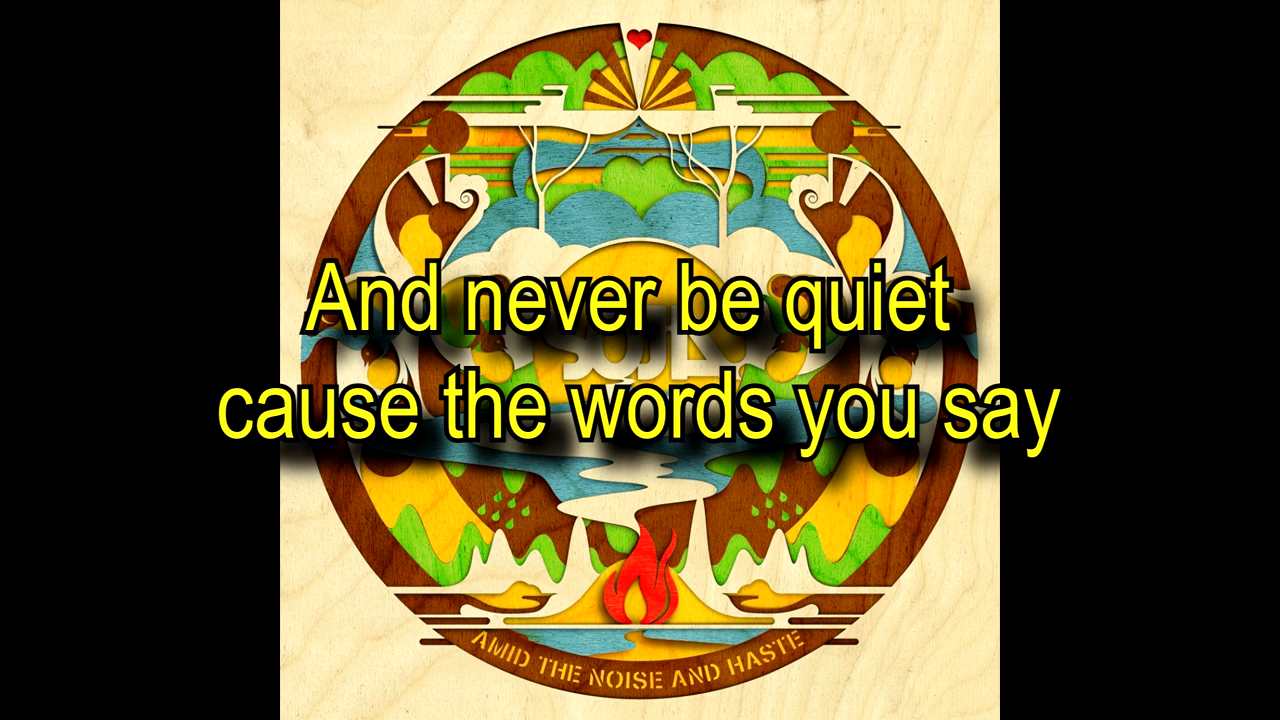 And never be quiet
cause the words you say
AMID THE NOISE AND HASTE